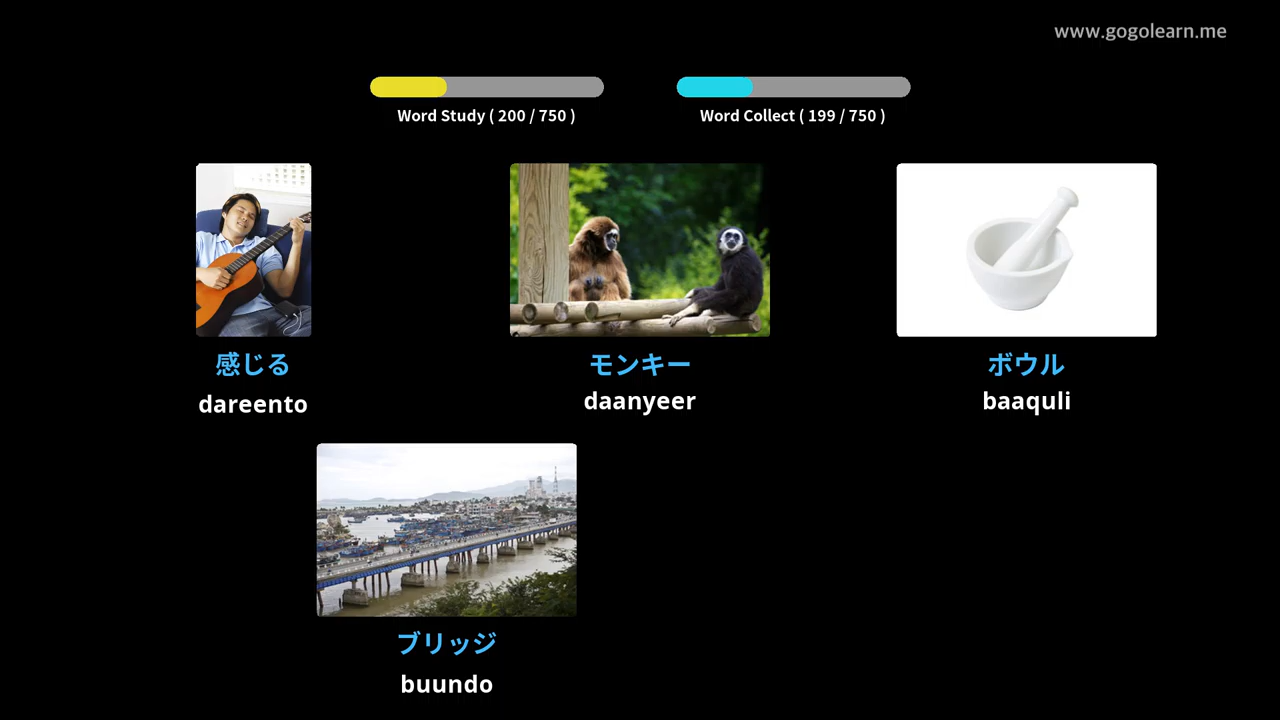 www.gogolearn.me
Word Study ( 200 / 750 )
Word Collect ( 199 / 750 )
感じる
dareento
モンキー
daanyeer
ボウル
baaquli
ブリッジ
buundo